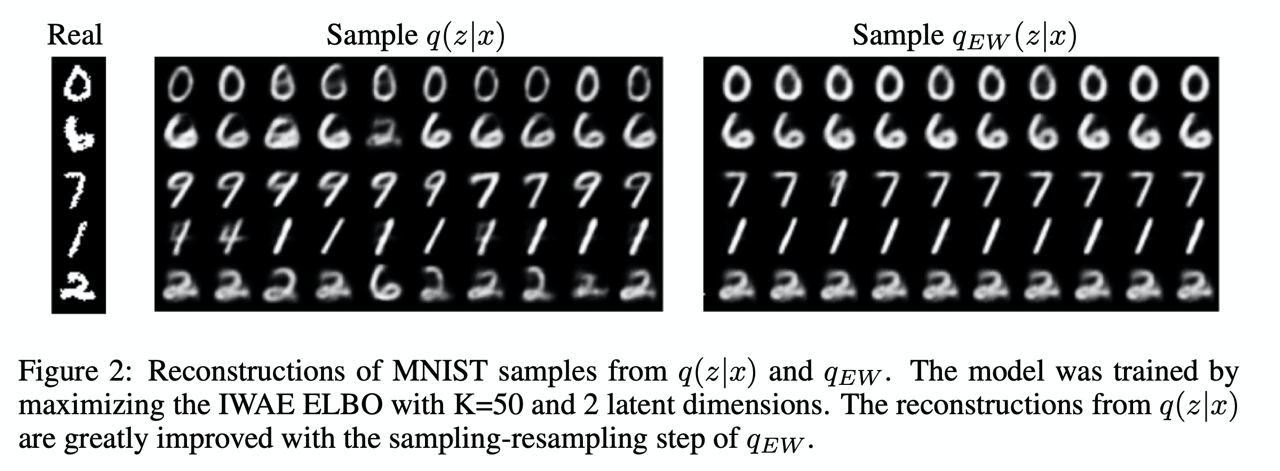 Real Sample q(z|x) Sample q_{EW}(z|x)
Figure 2: Reconstructions of MNIST samples from q(z|x) and q_{EW}. The model was trained by
maximizing the IWAE ELBO with K=50 and 2 latent dimensions. The reconstructions from q(z|x)
are greatly improved with the sampling-resampling step of q_{EW}.